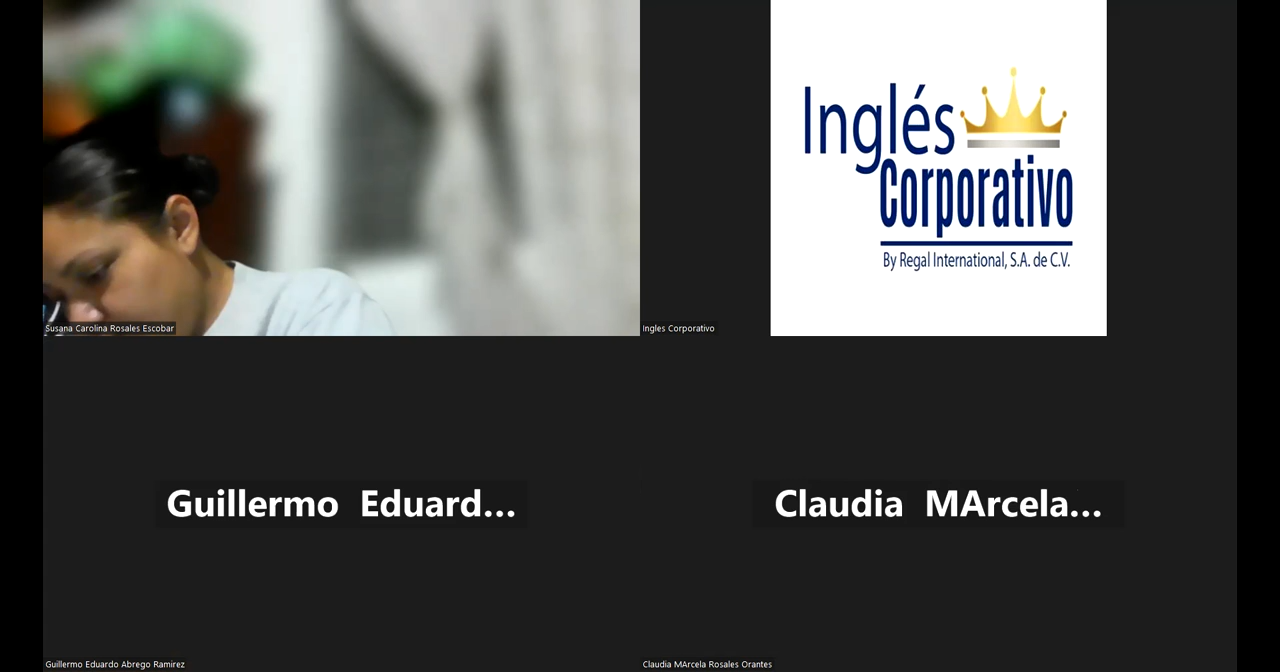 Inglés
Corporativo
By Regal International, S.A. de C.V.
Susana Carolina Rosales Escobar
Ingles Corporativo
Guillermo Eduard...
Claudia MArcela...
Guillermo Eduardo Abrego Ramirez
Claudia MArcela Rosales Orantes